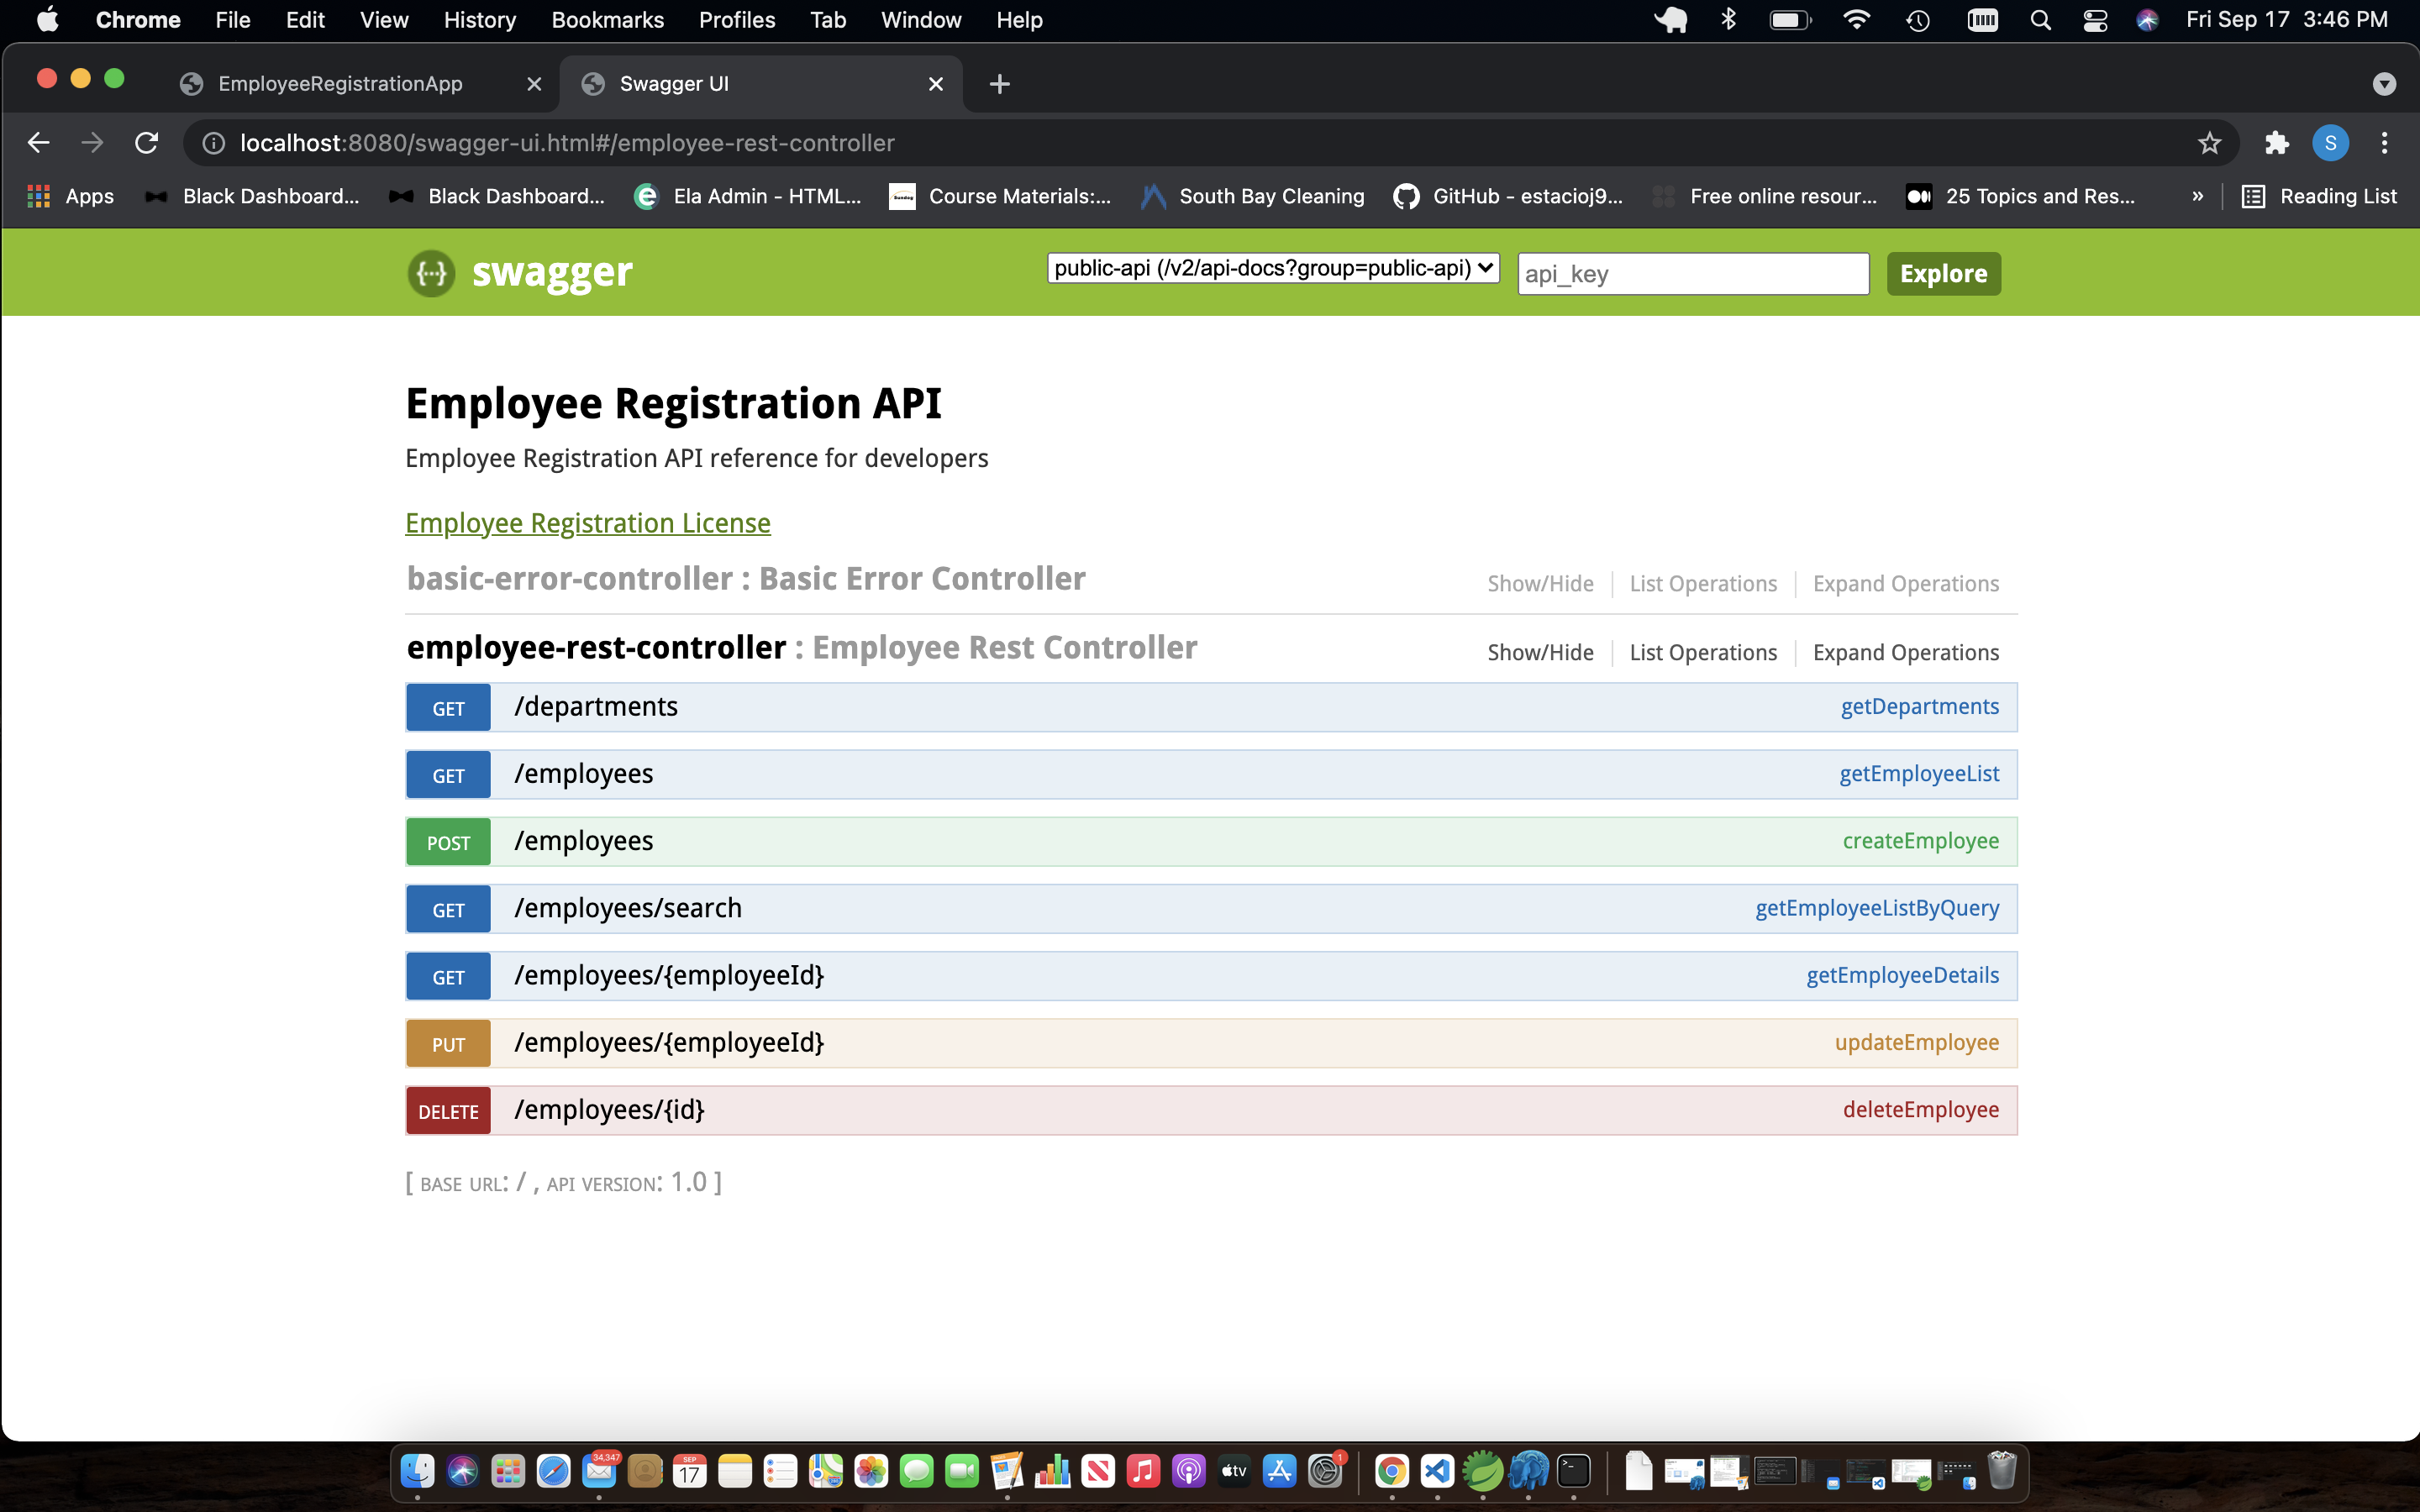 Chrome File Edit View History Bookmarks Profiles Tab Window Help Fri Sep 17 3:46 PM
EmployeeRegistrationApp Swagger UI
localhost:8080/swagger-ui.html#/employee-rest-controller S
Apps Black Dashboard... Black Dashboard... Ela Admin - HTML... Course Materials:... South Bay Cleaning GitHub - estacioj9... Free online resour... 25 Topics and Res... » Reading List
{···} swagger public-api (/v2/api-docs?group=public-api) api_key Explore
Employee Registration API
Employee Registration API reference for developers
Employee Registration License
basic-error-controller : Basic Error Controller Show/Hide List Operations Expand Operations
employee-rest-controller : Employee Rest Controller Show/Hide List Operations Expand Operations
GET /departments getDepartments
GET /employees getEmployeeList
POST /employees createEmployee
GET /employees/search getEmployeeListByQuery
GET /employees/{employeeId} getEmployeeDetails
PUT /employees/{employeeId} updateEmployee
DELETE /employees/{id} deleteEmployee
[ BASE URL: / , API VERSION: 1.0 ]
34,347 SEP 17 tv 1